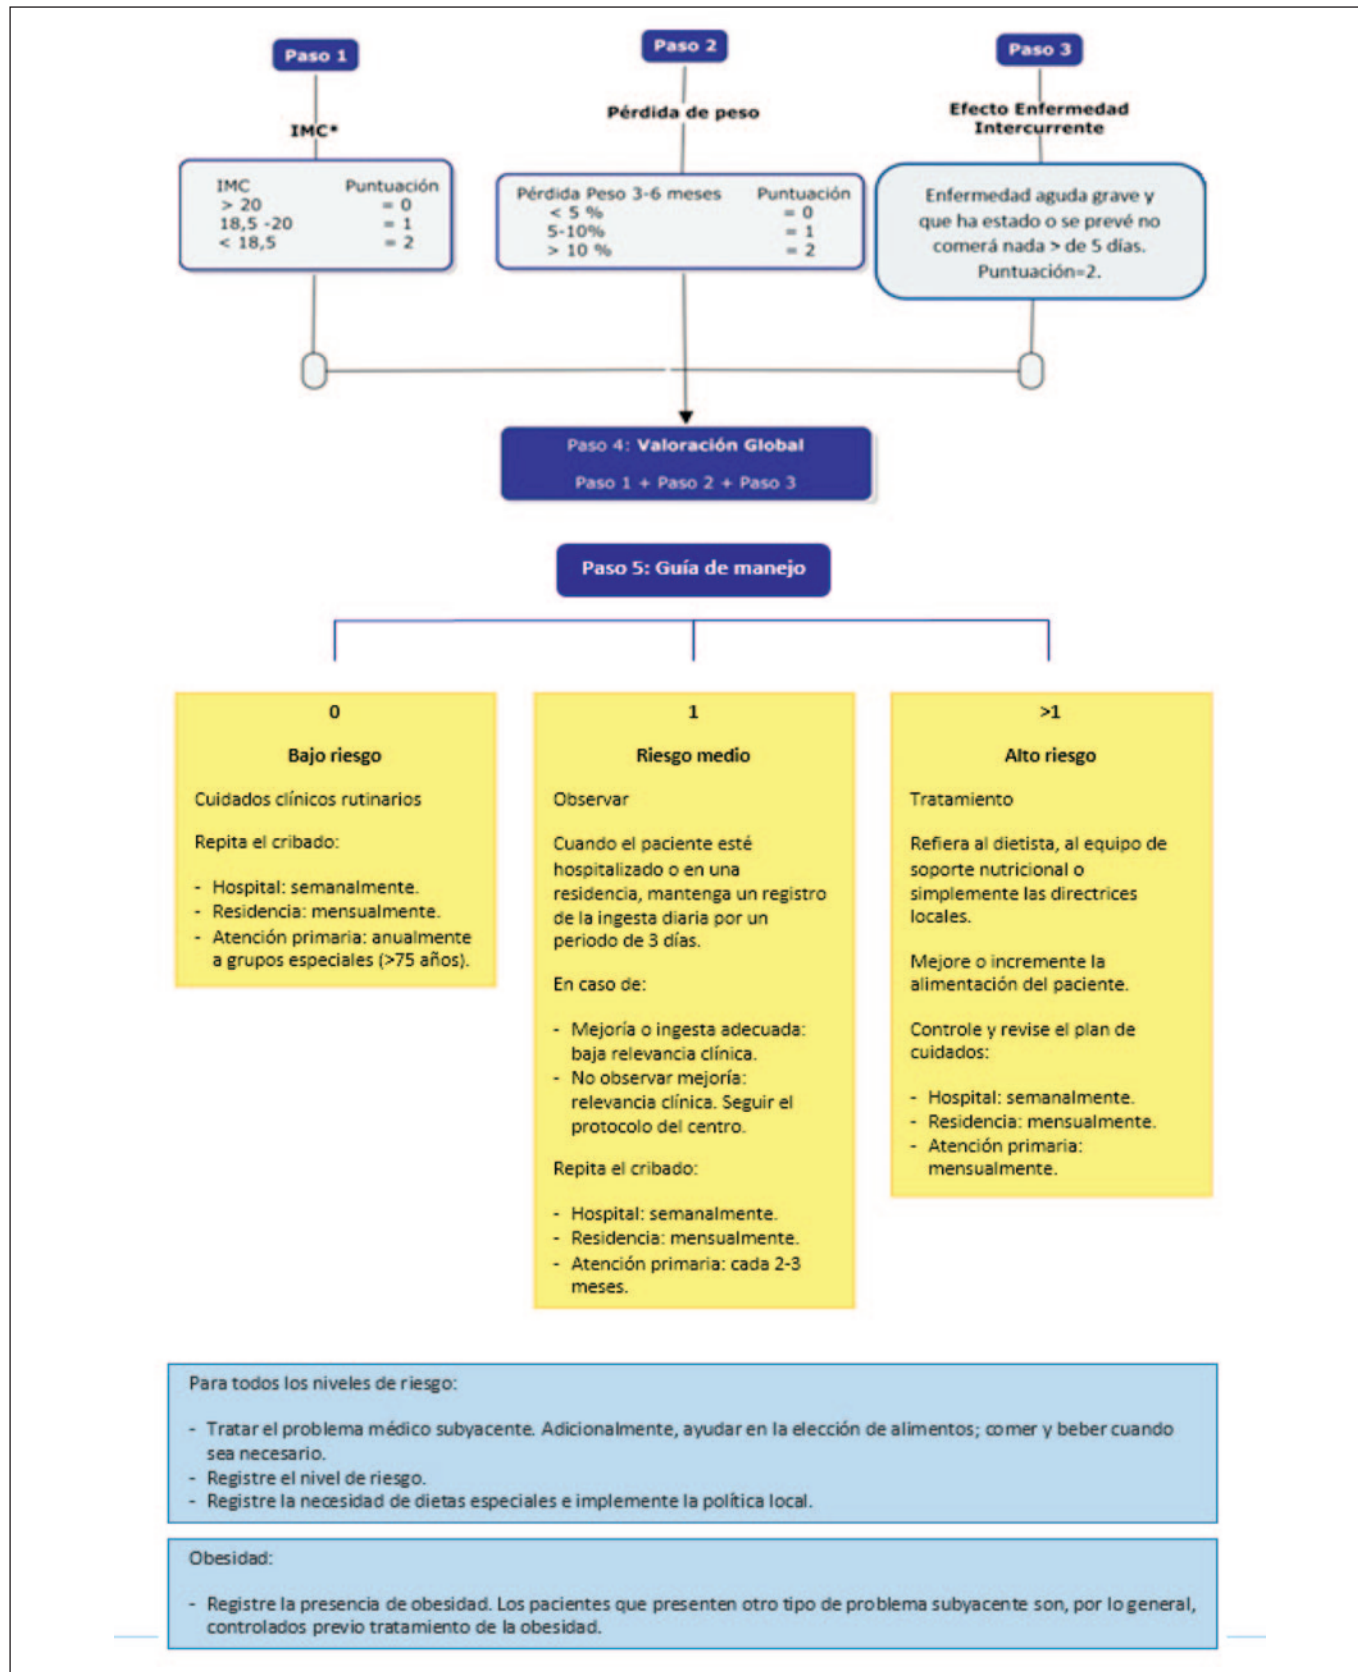 Paso 1
IMC*
IMC Puntuación
> 20 = 0
18,5 -20 = 1
< 18,5 = 2
Paso 2
Pérdida de peso
Pérdida Peso 3-6 meses Puntuación
< 5 % = 0
5-10% = 1
> 10 % = 2
Paso 3
Efecto Enfermedad
Intercurrente
Enfermedad aguda grave y
que ha estado o se prevé no
comerá nada > de 5 días.
Puntuación=2.
Paso 4: Valoración Global
Paso 1 + Paso 2 + Paso 3
Paso 5: Guía de manejo
0
Bajo riesgo
Cuidados clínicos rutinarios
Repita el cribado:
- Hospital: semanalmente.
- Residencia: mensualmente.
- Atención primaria: anualmente
a grupos especiales (>75 años).
1
Riesgo medio
Observar
Cuando el paciente esté
hospitalizado o en una
residencia, mantenga un registro
de la ingesta diaria por un
periodo de 3 días.
En caso de:
- Mejoría o ingesta adecuada:
baja relevancia clínica.
- No observar mejoría:
relevancia clínica. Seguir el
protocolo del centro.
Repita el cribado:
- Hospital: semanalmente.
- Residencia: mensualmente.
- Atención primaria: cada 2-3
meses.
>1
Alto riesgo
Tratamiento
Refiera al dietista, al equipo de
soporte nutricional o
simplemente las directrices
locales.
Mejore o incremente la
alimentación del paciente.
Controle y revise el plan de
cuidados:
- Hospital: semanalmente.
- Residencia: mensualmente.
- Atención primaria:
mensualmente.
Para todos los niveles de riesgo:
- Tratar el problema médico subyacente. Adicionalmente, ayudar en la elección de alimentos; comer y beber cuando
sea necesario.
- Registre el nivel de riesgo.
- Registre la necesidad de dietas especiales e implemente la política local.
Obesidad:
- Registre la presencia de obesidad. Los pacientes que presenten otro tipo de problema subyacente son, por lo general,
controlados previo tratamiento de la obesidad.